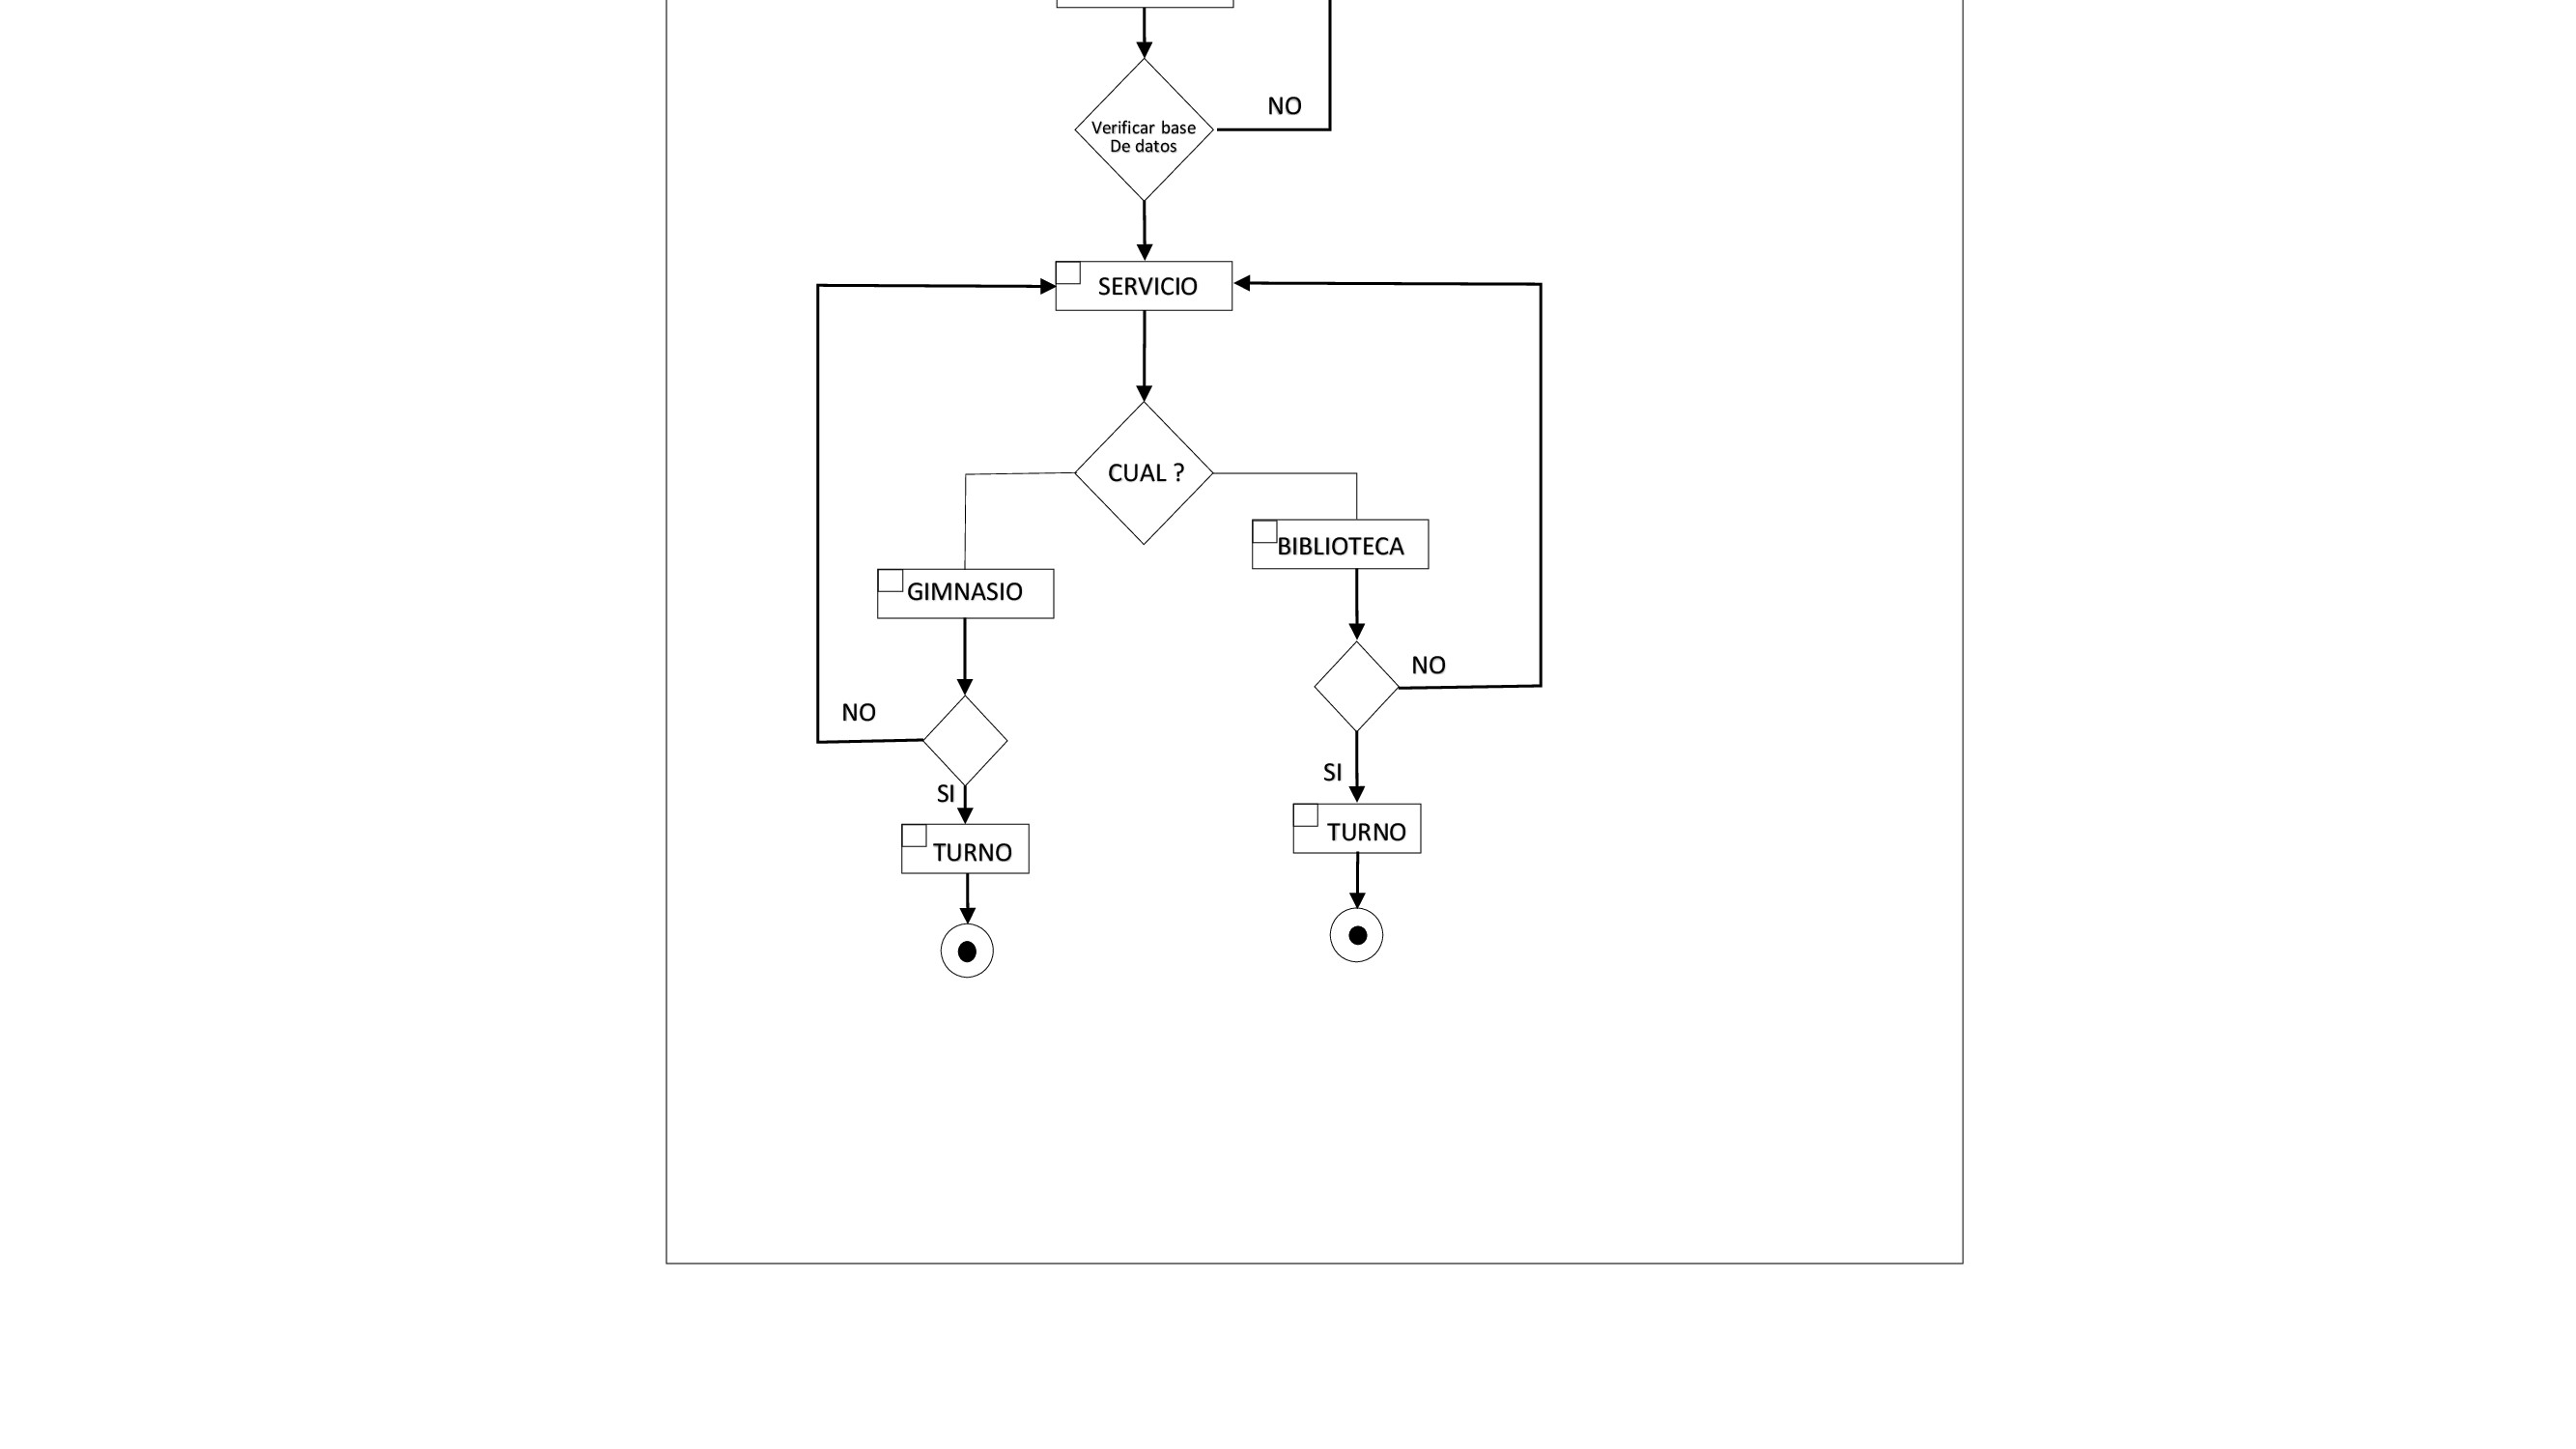 NO
Verificar base
De datos
SERVICIO
CUAL ?
BIBLIOTECA
GIMNASIO
NO
NO
SI
SI
TURNO
TURNO